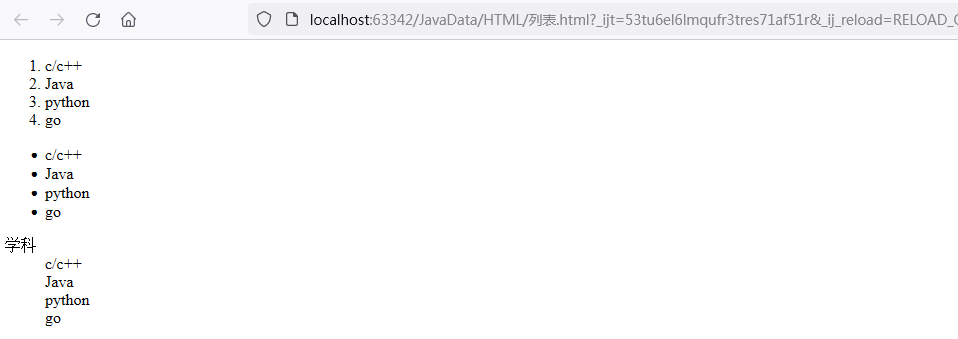 localhost:63342/JavaData/HTML/列表.html?_ijt=53tu6el6lmqufr3tres71af51r&_ij_reload=RELOAD_
1. c/c++
2. Java
3. python
4. go
• c/c++
• Java
• python
• go
学科
c/c++
Java
python
go